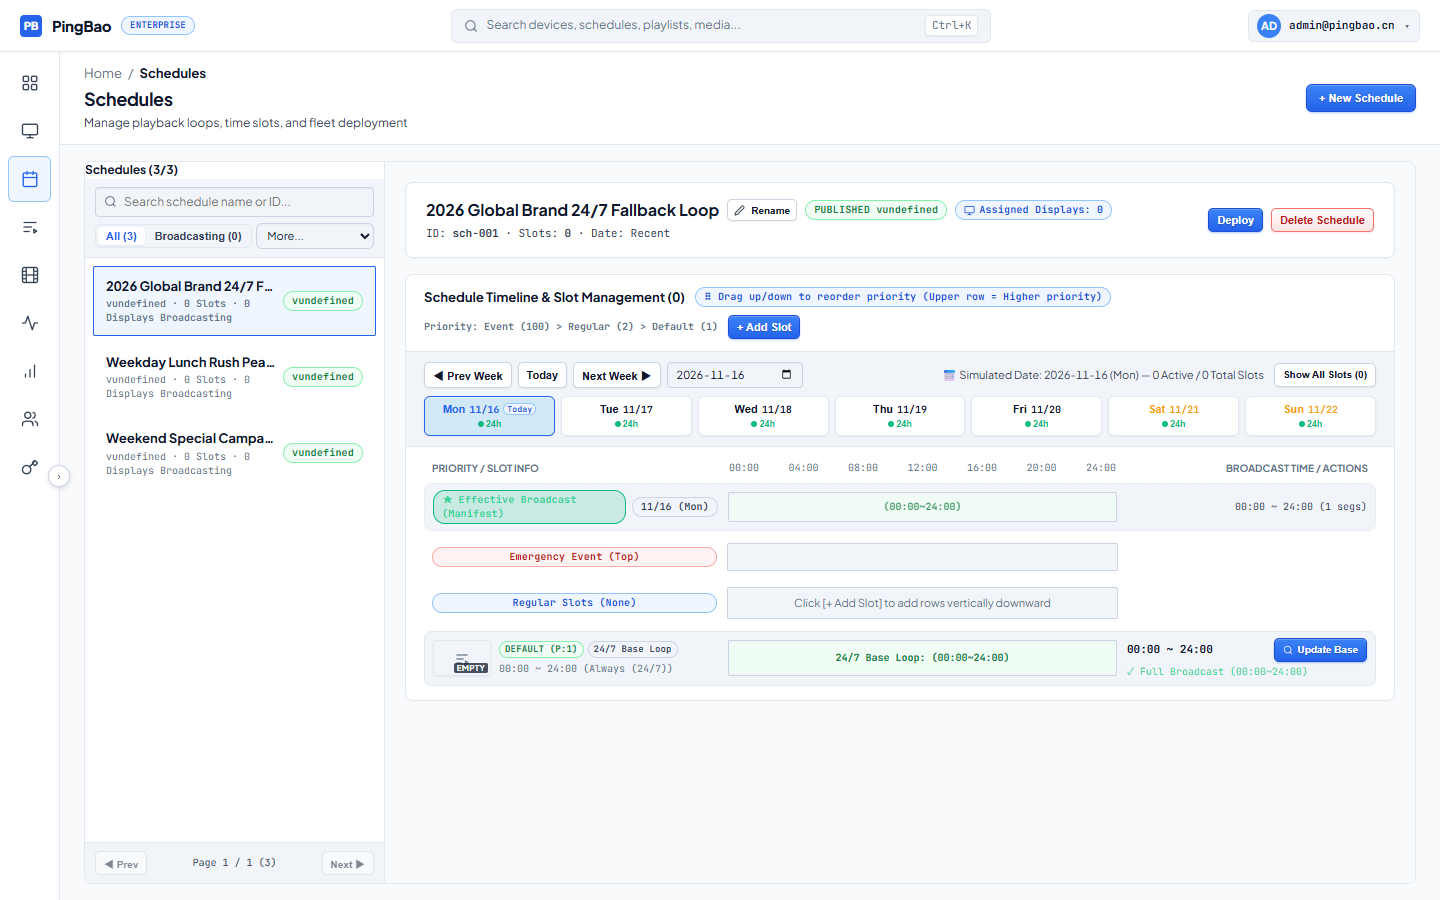 PB PingBao ENTERPRISE
Search devices, schedules, playlists, media...
Ctrl+K
AD admin@pingbao.cn
Home / Schedules
Schedules
Manage playback loops, time slots, and fleet deployment
+ New Schedule
Schedules (3/3)
Search schedule name or ID...
All (3) Broadcasting (0) More...
2026 Global Brand 24/7 F...
vundefined · 0 Slots · 0
Displays Broadcasting
vundefined
Weekday Lunch Rush Pea...
vundefined · 0 Slots · 0
Displays Broadcasting
vundefined
Weekend Special Campa...
vundefined · 0 Slots · 0
Displays Broadcasting
vundefined
◀ Prev Page 1 / 1 (3) Next ▶
2026 Global Brand 24/7 Fallback Loop Rename PUBLISHED vundefined Assigned Displays: 0
ID: sch-001 · Slots: 0 · Date: Recent
Deploy Delete Schedule
Schedule Timeline & Slot Management (0) ⠿ Drag up/down to reorder priority (Upper row = Higher priority)
Priority: Event (100) > Regular (2) > Default (1) + Add Slot
◀ Prev Week Today Next Week ▶ 2026-11-16
Simulated Date: 2026-11-16 (Mon) — 0 Active / 0 Total Slots Show All Slots (0)
Mon 11/16 Today
24h
Tue 11/17
24h
Wed 11/18
24h
Thu 11/19
24h
Fri 11/20
24h
Sat 11/21
24h
Sun 11/22
24h
PRIORITY / SLOT INFO 00:00 04:00 08:00 12:00 16:00 20:00 24:00 BROADCAST TIME / ACTIONS
★ Effective Broadcast
(Manifest)
11/16 (Mon) (00:00~24:00) 00:00 ~ 24:00 (1 segs)
Emergency Event (Top)
Regular Slots (None) Click [+ Add Slot] to add rows vertically downward
EMPTY
DEFAULT (P:1) 24/7 Base Loop
00:00 ~ 24:00 (Always (24/7))
24/7 Base Loop: (00:00~24:00)
00:00 ~ 24:00 Update Base
✓ Full Broadcast (00:00~24:00)